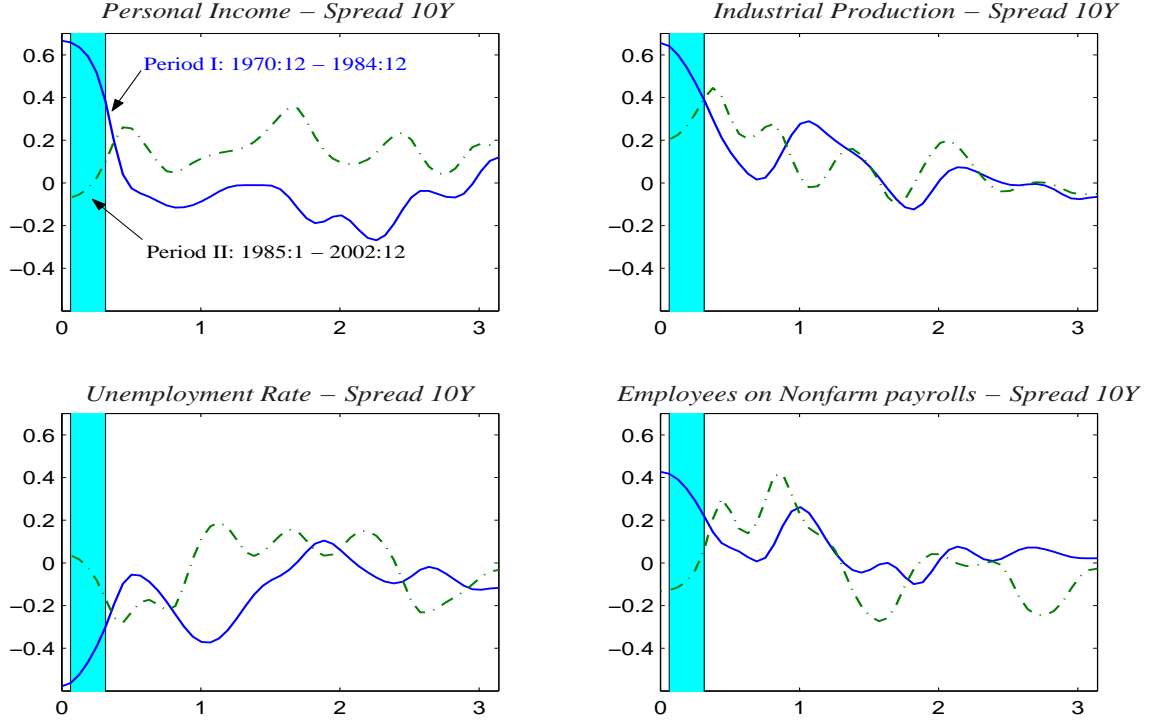 Personal Income – Spread 10Y
0.6
0.4
0.2
0
−0.2
−0.4
0 1 2 3
Period I: 1970:12 – 1984:12
Period II: 1985:1 – 2002:12
Industrial Production – Spread 10Y
0.6
0.4
0.2
0
−0.2
−0.4
0 1 2 3
Unemployment Rate – Spread 10Y
0.6
0.4
0.2
0
−0.2
−0.4
0 1 2 3
Employees on Nonfarm payrolls – Spread 10Y
0.6
0.4
0.2
0
−0.2
−0.4
0 1 2 3